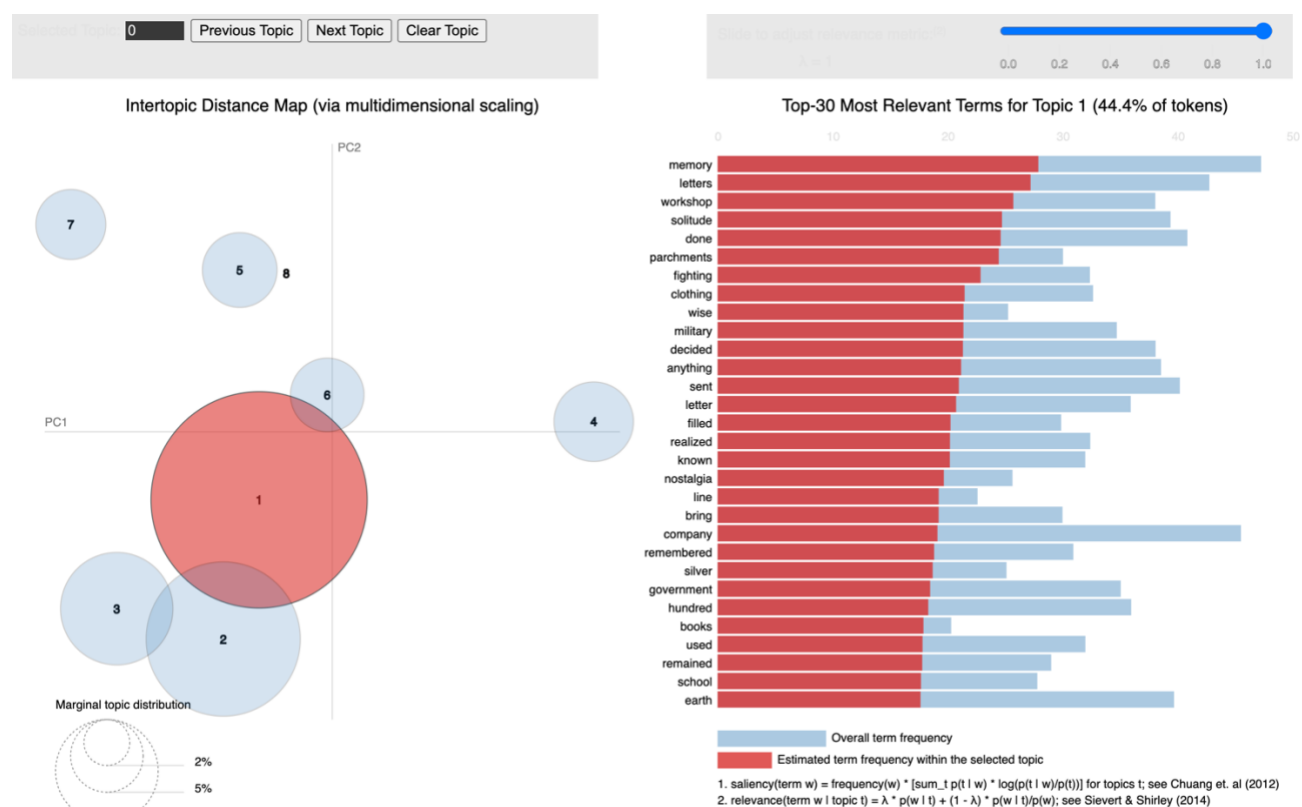 Selected Topic: 0 Previous Topic Next Topic Clear Topic
Slide to adjust relevance metric:(2)
λ = 1
0.0 0.2 0.4 0.6 0.8 1.0
Intertopic Distance Map (via multidimensional scaling)
PC2
PC1
7
5
8
6
4
1
3
2
Marginal topic distribution
2%
5%
Top-30 Most Relevant Terms for Topic 1 (44.4% of tokens)
0 10 20 30 40 50
memory
letters
workshop
solitude
done
parchments
fighting
clothing
wise
military
decided
anything
sent
letter
filled
realized
known
nostalgia
line
bring
company
remembered
silver
government
hundred
books
used
remained
school
earth
Overall term frequency
Estimated term frequency within the selected topic
1. saliency(term w) = frequency(w) * [sum_t p(t | w) * log(p(t | w)/p(t))] for topics t; see Chuang et. al (2012)
2. relevance(term w | topic t) = λ * p(w | t) + (1 - λ) * p(w | t)/p(w); see Sievert & Shirley (2014)